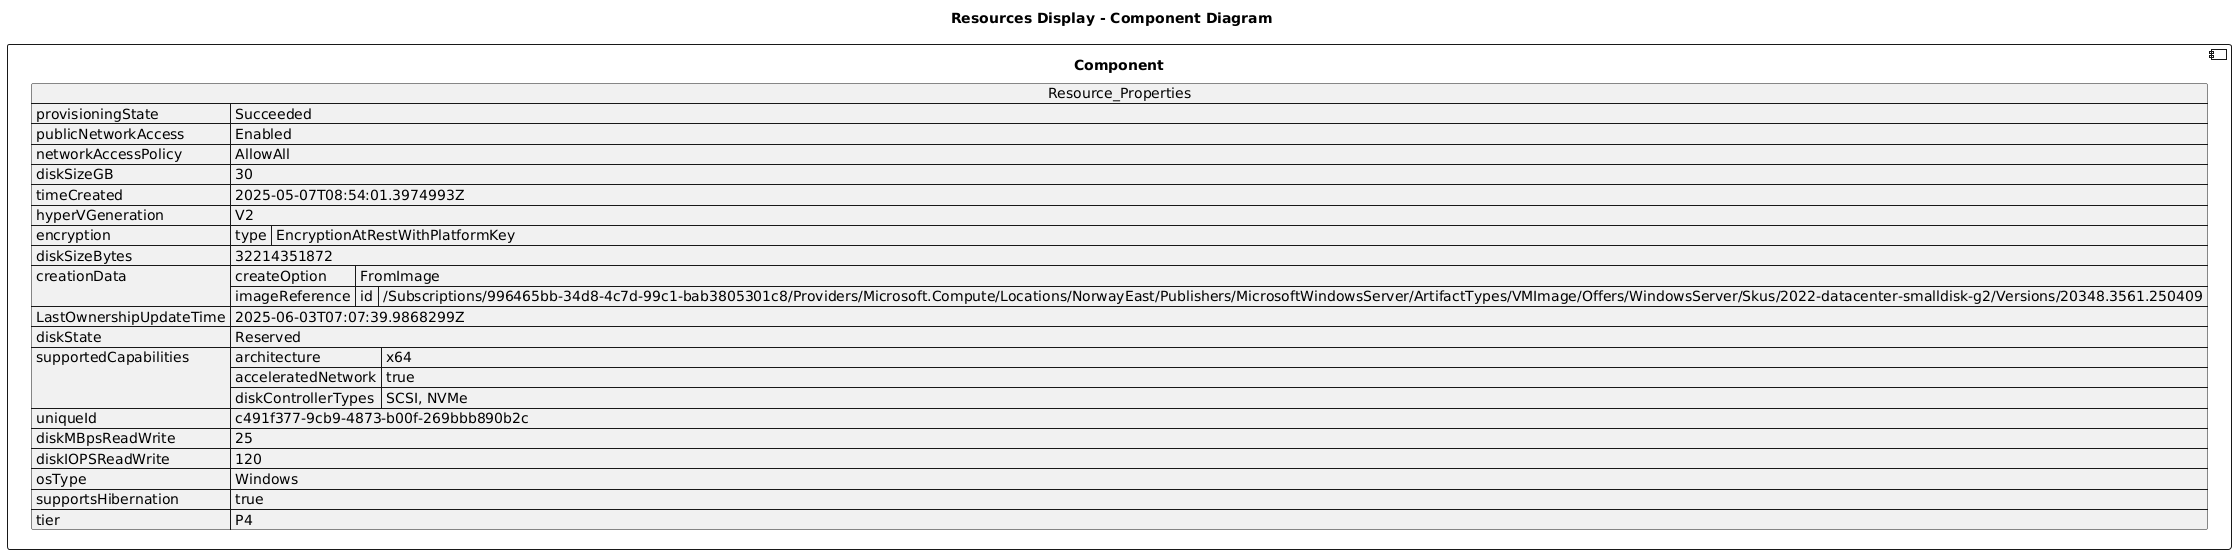 Resources Display - Component Diagram
Component
Resource_Properties
provisioningState Succeeded
publicNetworkAccess Enabled
networkAccessPolicy AllowAll
diskSizeGB 30
timeCreated 2025-05-07T08:54:01.3974993Z
hyperVGeneration V2
encryption type EncryptionAtRestWithPlatformKey
diskSizeBytes 32214351872
creationData createOption FromImage
imageReference id /Subscriptions/996465bb-34d8-4c7d-99c1-bab3805301c8/Providers/Microsoft.Compute/Locations/NorwayEast/Publishers/MicrosoftWindowsServer/ArtifactTypes/VMImage/Offers/WindowsServer/Skus/2022-datacenter-smalldisk-g2/Versions/20348.3561.250409
LastOwnershipUpdateTime 2025-06-03T07:07:39.9868299Z
diskState Reserved
supportedCapabilities architecture x64
acceleratedNetwork true
diskControllerTypes SCSI, NVMe
uniqueId c491f377-9cb9-4873-b00f-269bbb890b2c
diskMBpsReadWrite 25
diskIOPSReadWrite 120
osType Windows
supportsHibernation true
tier P4